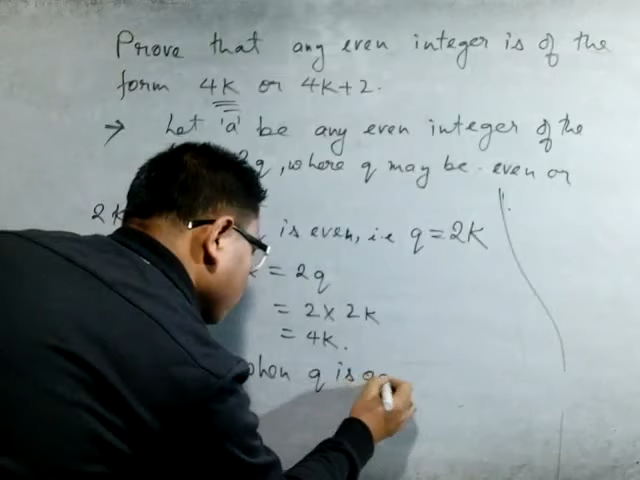 Prove that any even integer is of the
form 4K or 4K+2.
→ Let 'a' be any even integer of the
2q, where q may be even or
is even, i.e q = 2K
= 2q
= 2 × 2K
= 4K.
when q is